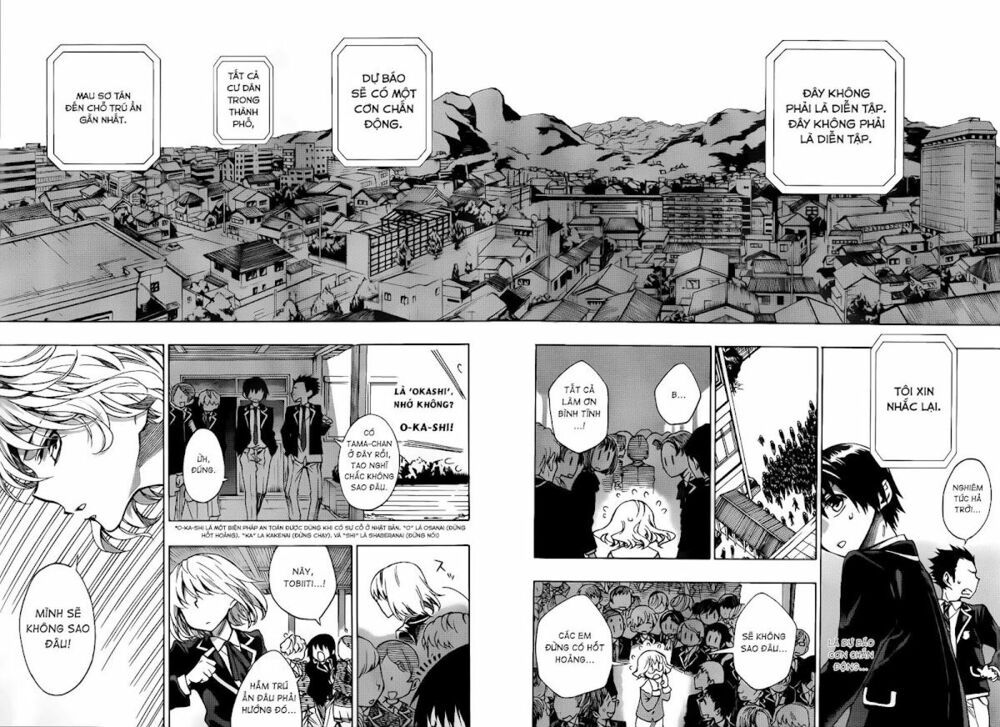 ĐÂY KHÔNG
PHẢI LÀ DIỄN TẬP.
ĐÂY KHÔNG PHẢI
LÀ DIỄN TẬP.
DỰ BÁO
SẼ CÓ MỘT
CƠN CHẤN
ĐỘNG.
TẤT CẢ
CƯ DÂN
TRONG
THÀNH
PHỐ,
MAU SƠ TÁN
ĐẾN CHỖ TRÚ ẨN
GẦN NHẤT.
TÔI XIN
NHẮC LẠI.
NGHIÊM
TÚC HẢ
TRỜI...
LÀ DỰ BÁO
CƠN CHẤN
ĐỘNG...
B...
TẤT CẢ
LÀM ƠN
BÌNH TĨNH
...!
SẼ KHÔNG
SAO ĐÂU...
CÁC EM
ĐỪNG CÓ HỐT
HOẢNG...
LÀ 'OKASHI',
NHỚ KHÔNG?
O-KA-SHI!
CÓ
TAMA-CHAN
Ở ĐÂY RỒI,
TAO NGHĨ
CHẮC KHÔNG
SAO ĐÂU.
ỪH,
ĐÚNG.
"O-KA-SHI LÀ MỘT BIỆN PHÁP AN TOÀN ĐƯỢC DÙNG KHI CÓ SỰ CỐ Ở NHẬT BẢN. "O" LÀ OSANAI (ĐỪNG
HỐT HOẢNG), "KA" LA KAKENAI (ĐỪNG CHẠY), VÀ "SHI" LÀ SHABERANAI (ĐỪNG NÓI)
スッ
NÀY,
TOBIITI...!
HẦM TRÚ
ẨN ĐÂU PHẢI
HƯỚNG ĐÓ...
MÌNH SẼ
KHÔNG SAO
ĐÂU!